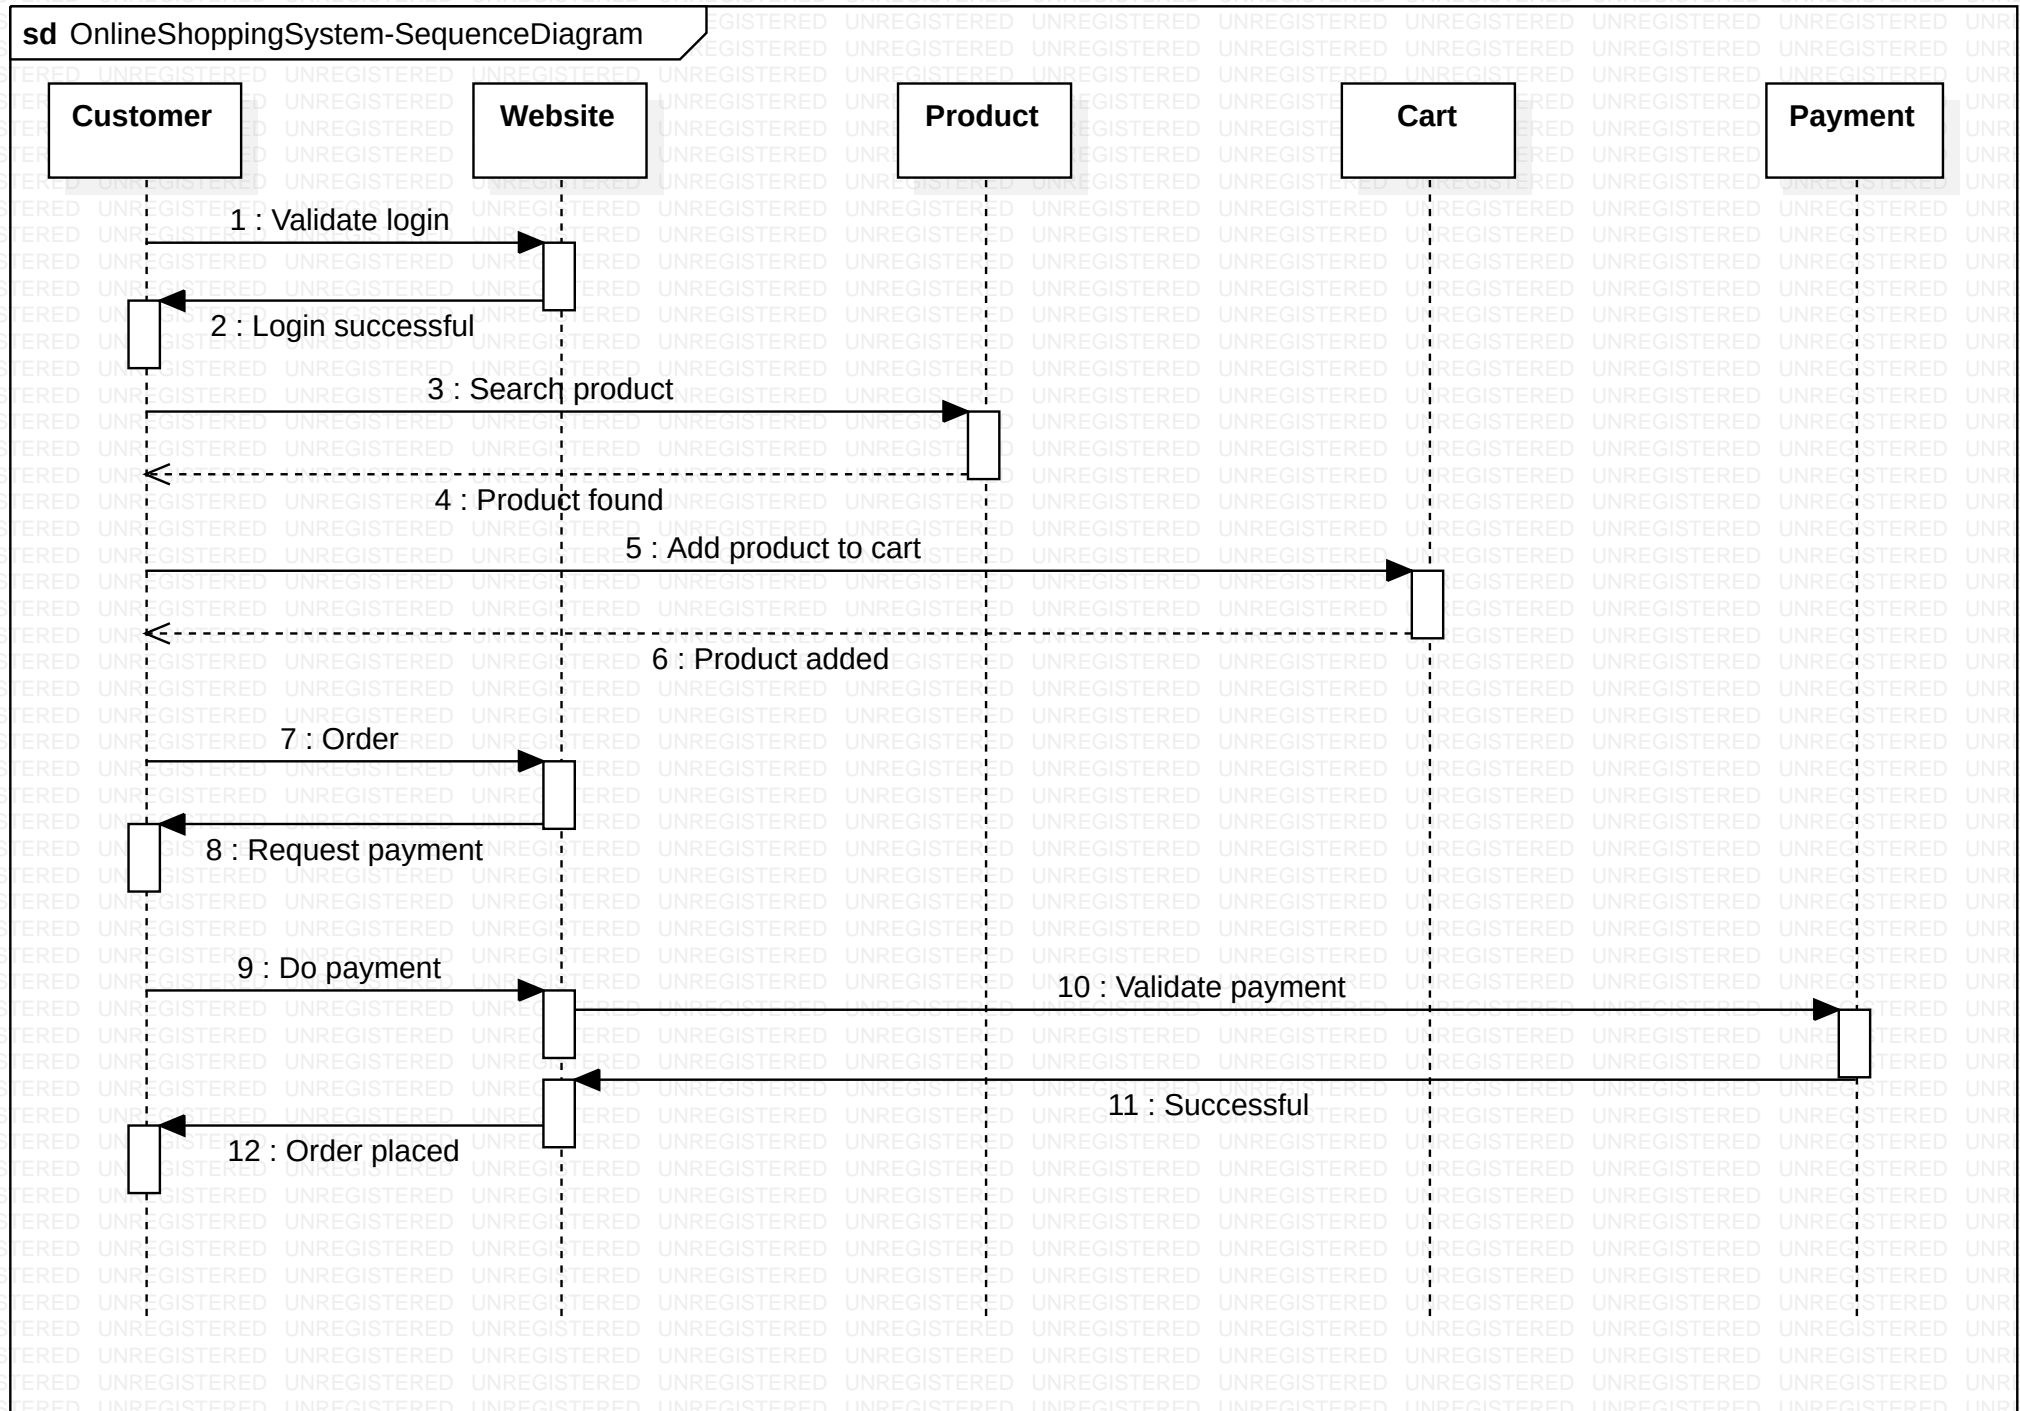 sd OnlineShoppingSystem-SequenceDiagram
Customer
Website
Product
Cart
Payment
1 : Validate login
2 : Login successful
3 : Search product
4 : Product found
5 : Add product to cart
6 : Product added
7 : Order
8 : Request payment
9 : Do payment
10 : Validate payment
11 : Successful
12 : Order placed
UNREGISTERED